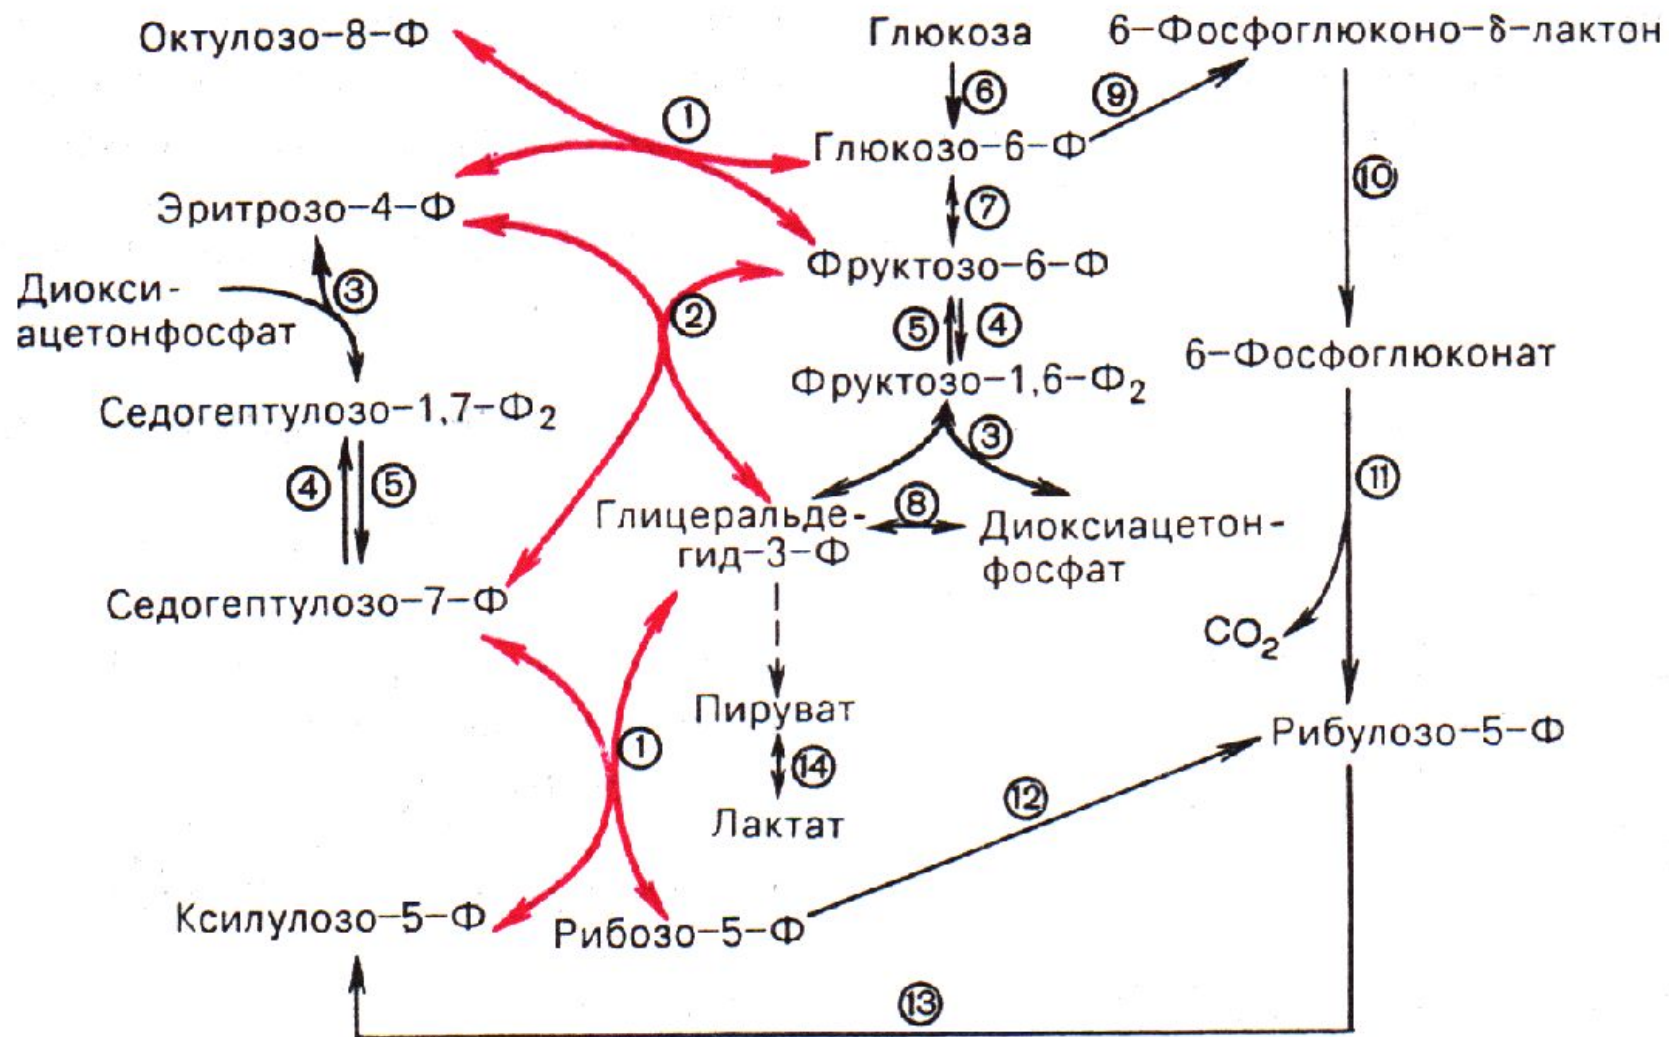 Октулозо-8-Ф
Глюкоза
6-Фосфоглюконо-δ-лактон
6
9
1
Глюкозо-6-Ф
10
Эритрозо-4-Ф
7
Фруктозо-6-Ф
Диокси-
ацетонфосфат
3
2
5
4
6-Фосфоглюконат
Фруктозо-1,6-Ф₂
Седогептулозо-1,7-Ф₂
3
11
4
5
8
Глицеральде-
гид-3-Ф
Диоксиацетон-
фосфат
Седогептулозо-7-Ф
CO₂
Пируват
Рибулозо-5-Ф
1
14
12
Лактат
Ксилулозо-5-Ф
Рибозо-5-Ф
13